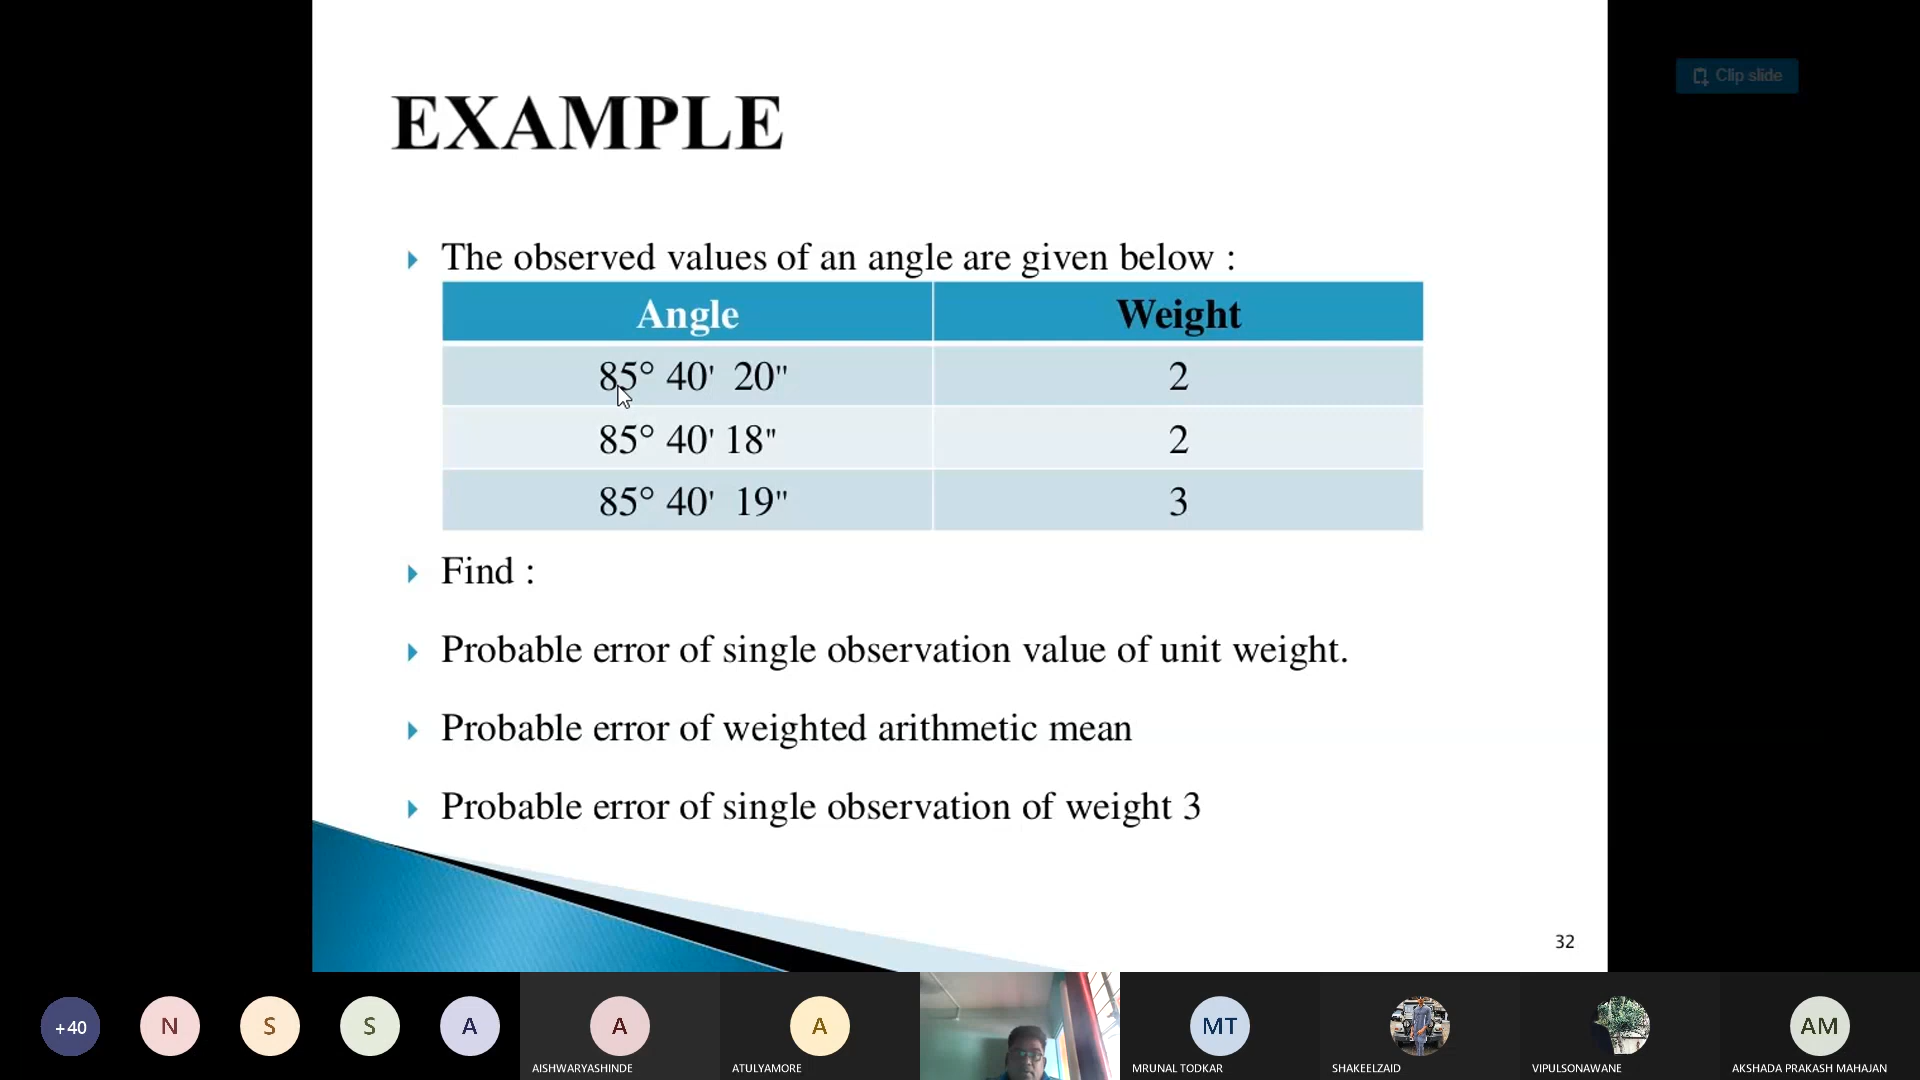 Clip slide
EXAMPLE
The observed values of an angle are given below :
Angle Weight
85° 40' 20" 2
85° 40' 18" 2
85° 40' 19" 3
Find :
Probable error of single observation value of unit weight.
Probable error of weighted arithmetic mean
Probable error of single observation of weight 3
32
+40 N S S A A A MT AM
AISHWARYASHINDE ATULYAMORE MRUNAL TODKAR SHAKEELZAID VIPULSONAWANE AKSHADA PRAKASH MAHAJAN